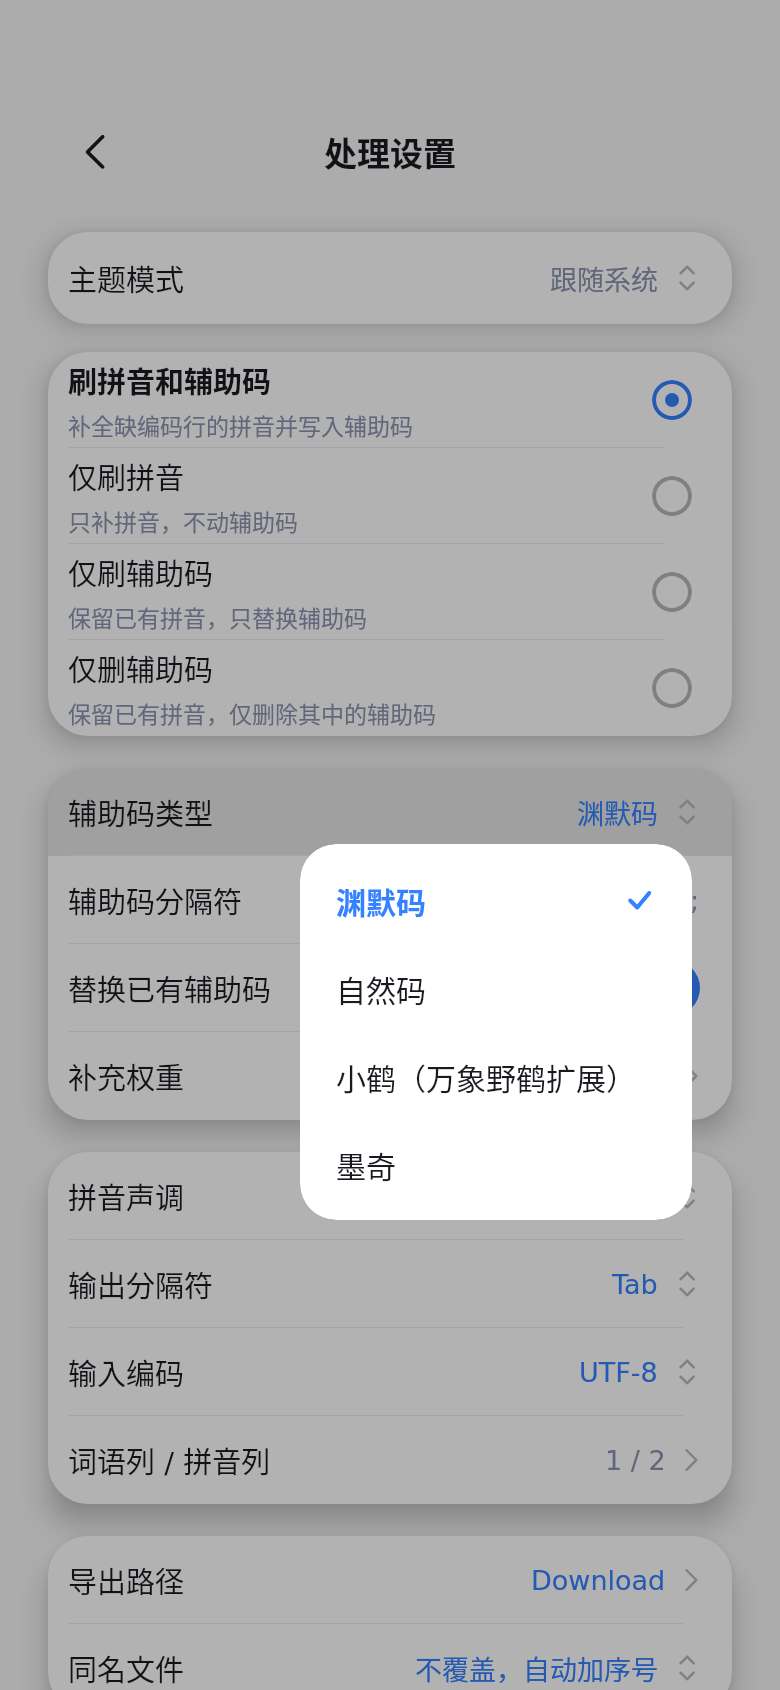 处理设置
主题模式
跟随系统
刷拼音和辅助码
补全缺编码行的拼音并写入辅助码
仅刷拼音
只补拼音，不动辅助码
仅刷辅助码
保留已有拼音，只替换辅助码
仅删辅助码
保留已有拼音，仅删除其中的辅助码
辅助码类型
渊默码
辅助码分隔符
;
替换已有辅助码
补充权重
渊默码
自然码
小鹤（万象野鹤扩展）
墨奇
拼音声调
输出分隔符
Tab
输入编码
UTF-8
词语列 / 拼音列
1 / 2
导出路径
Download
同名文件
不覆盖，自动加序号